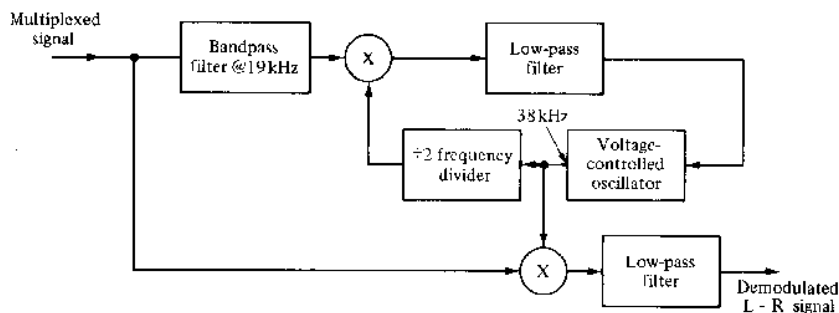 Multiplexed
signal
Bandpass
filter @19kHz
X
Low-pass
filter
38kHz
÷2 frequency
divider
Voltage-
controlled
oscillator
X
Low-pass
filter
Demodulated
L - R signal